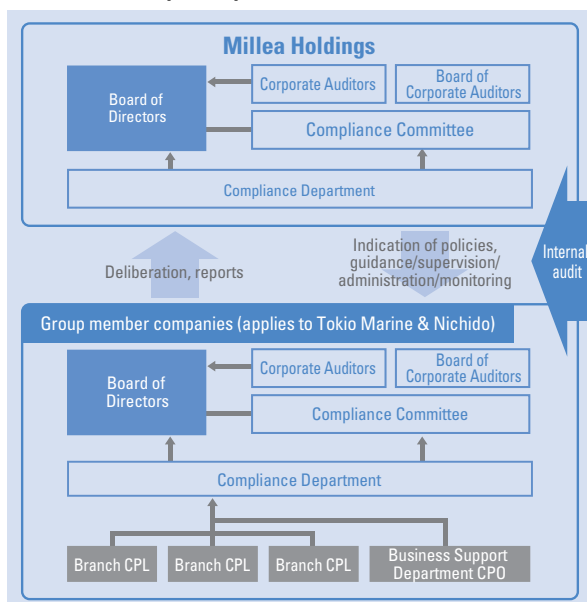 Millea Holdings
Board of
Directors
Corporate Auditors
Board of
Corporate Auditors
Compliance Committee
Compliance Department
Deliberation, reports
Indication of policies,
guidance/supervision/
administration/monitoring
Internal
audit
Group member companies (applies to Tokio Marine & Nichido)
Board of
Directors
Corporate Auditors
Board of
Corporate Auditors
Compliance Committee
Compliance Department
Branch CPL
Branch CPL
Branch CPL
Business Support
Department CPO